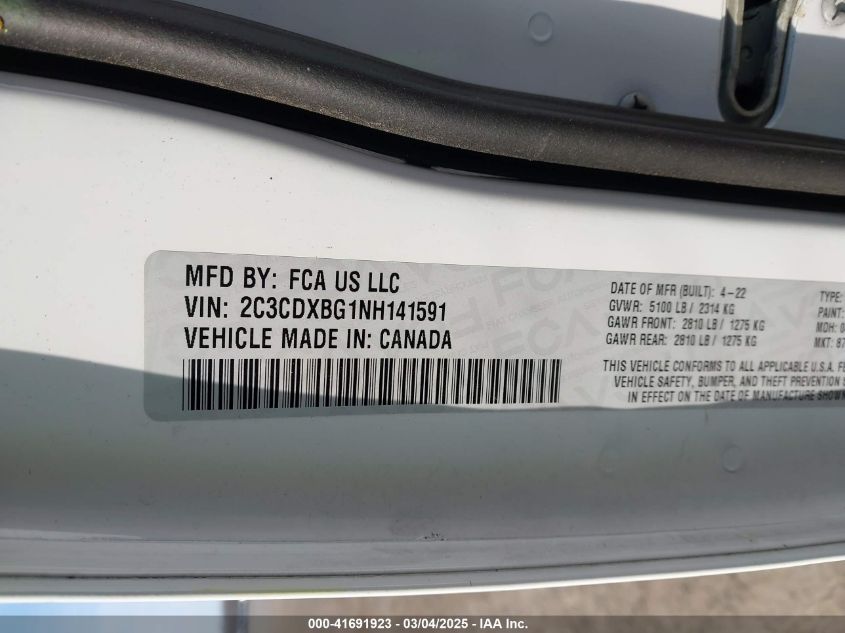 MFD BY: FCA US LLC
VIN: 2C3CDXBG1NH141591
VEHICLE MADE IN: CANADA
DATE OF MFR (BUILT): 4-22
GVWR: 5100 LB / 2314 KG
GAWR FRONT: 2810 LB / 1275 KG
GAWR REAR: 2810 LB / 1275 KG
THIS VEHICLE CONFORMS TO ALL APPLICABLE U.S.A.
VEHICLE SAFETY, BUMPER, AND THEFT PREVENTION
IN EFFECT ON THE DATE OF MANUFACTURE SHOWN
TYPE:
PAINT:
MDH:
MKT:
000-41691923 — 03/04/2025 — IAA Inc.